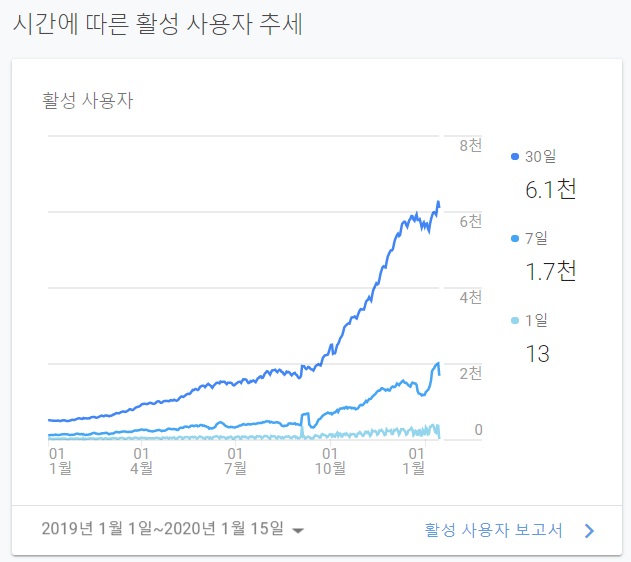 시간에 따른 활성 사용자 추세
활성 사용자
8천
6천
4천
2천
0
30일
6.1천
7일
1.7천
1일
13
01 01 01 01 01
1월 4월 7월 10월 1월
2019년 1월 1일~2020년 1월 15일
활성 사용자 보고서